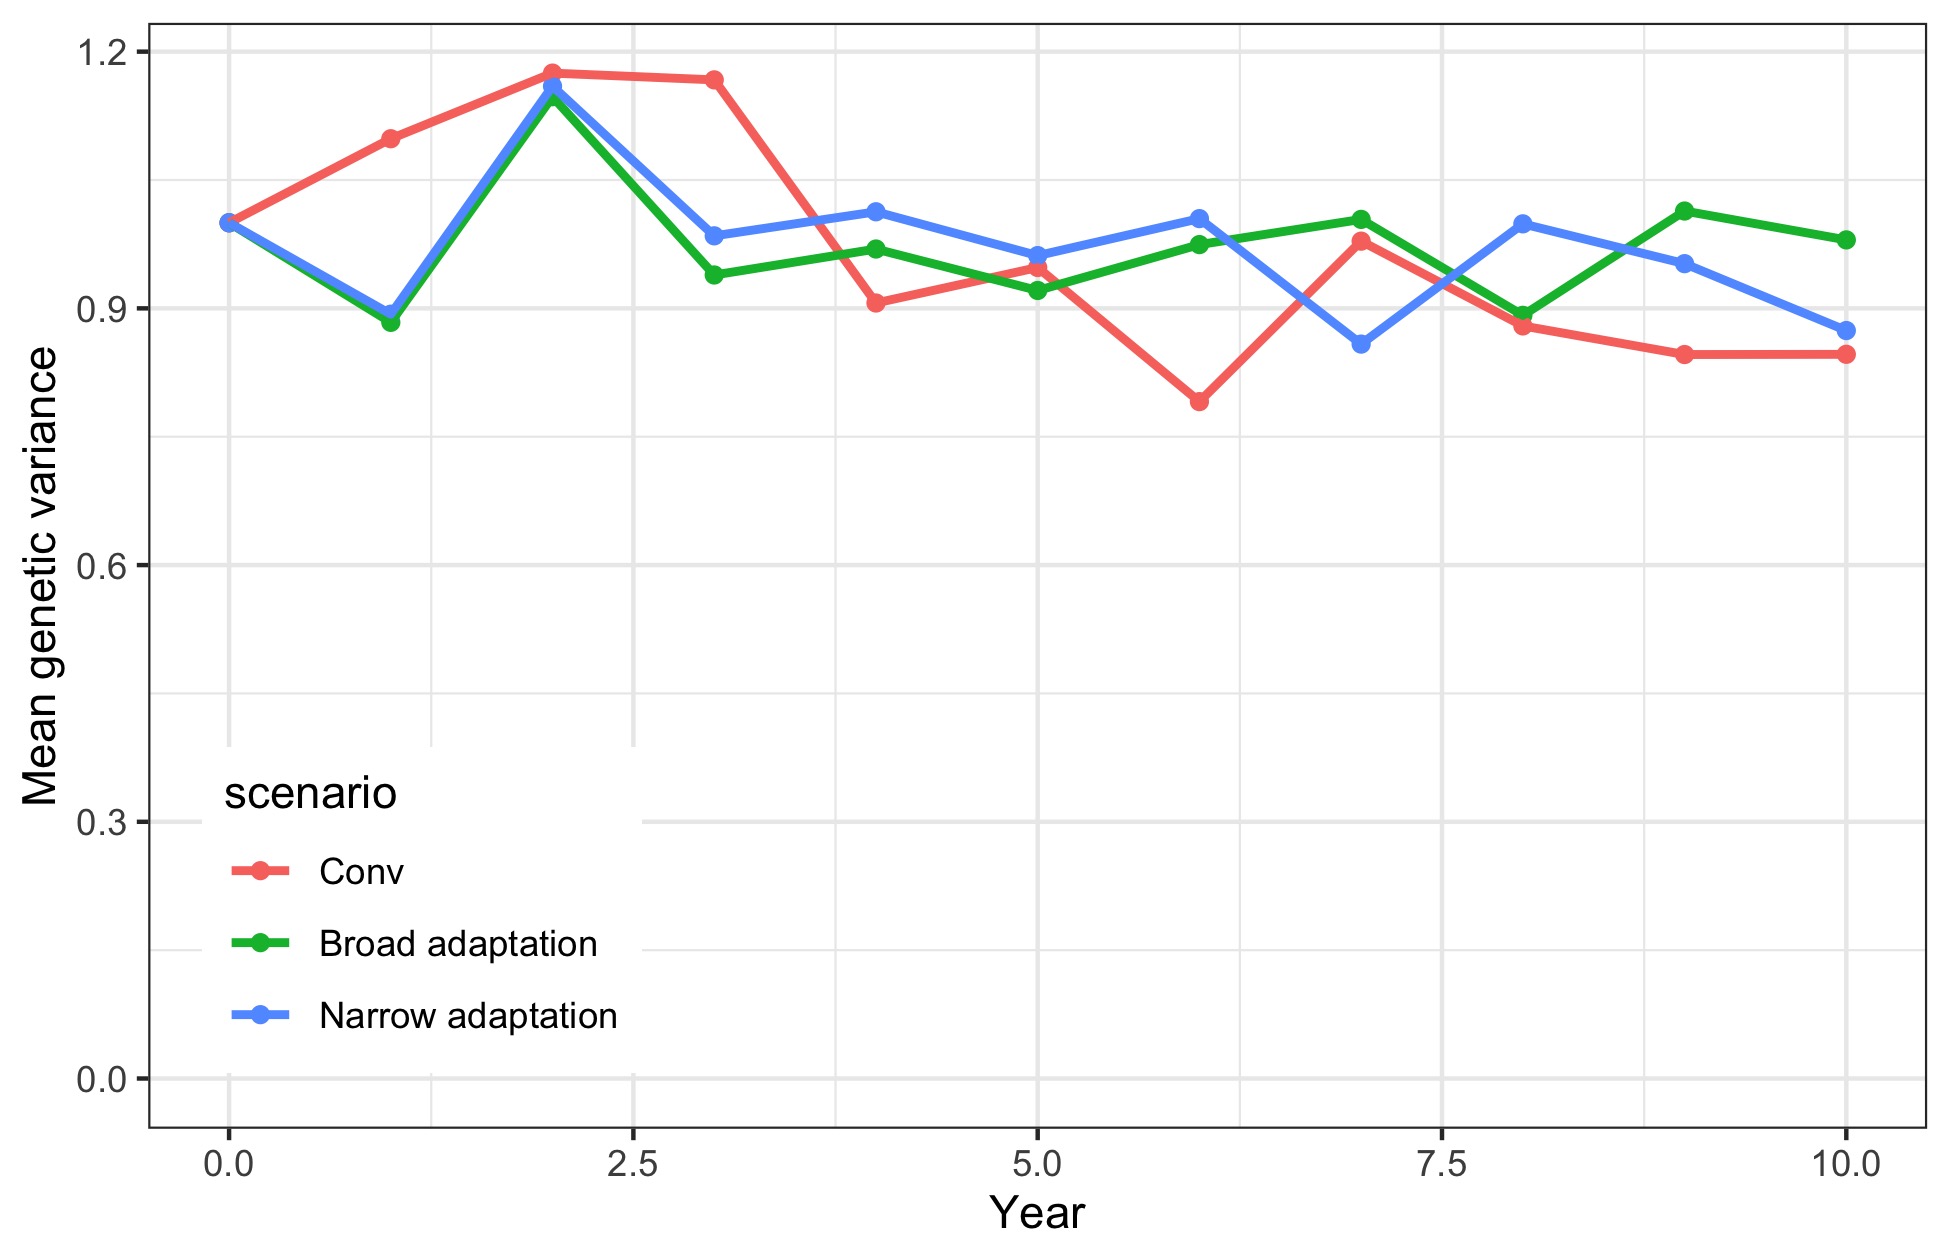 1.2
0.9
0.6
0.3
0.0
Mean genetic variance
scenario
Conv
Broad adaptation
Narrow adaptation
0.0 2.5 5.0 7.5 10.0
Year